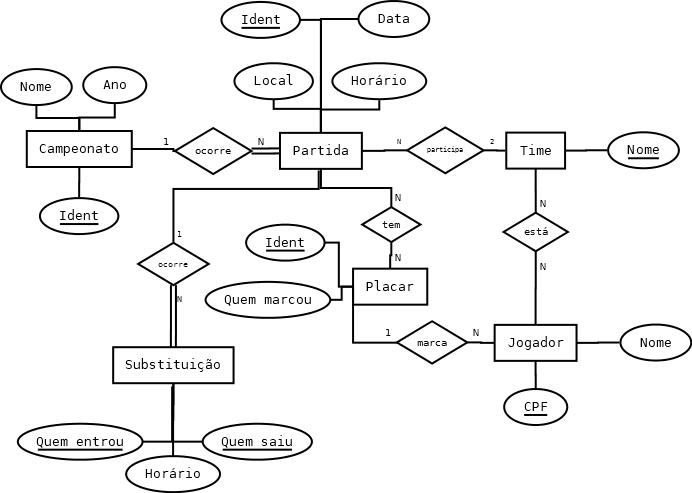 Ident
Data
Local
Horário
Nome
Ano
Campeonato
1
ocorre
N
Partida
N
participa
2
Time
Nome
Ident
N
tem
N
está
N
1
ocorre
N
Ident
Quem marcou
N
Placar
1
marca
N
Jogador
Nome
Substituição
CPF
Quem entrou
Quem saiu
Horário